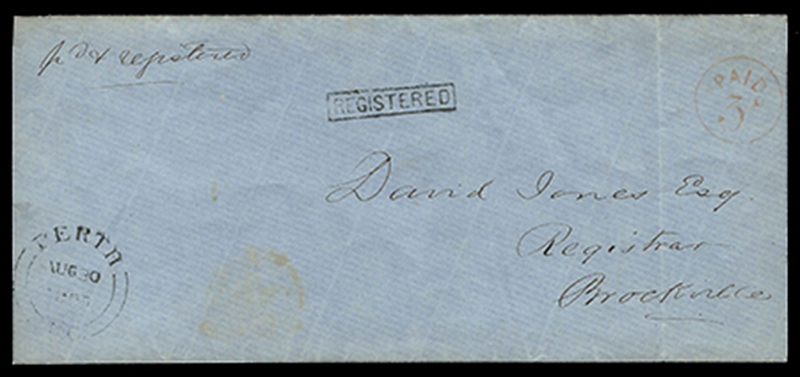 pd & registered
REGISTERED
PAID
3
David Jones Esq.
Registrar
Brockville
PERTH
AUG 30